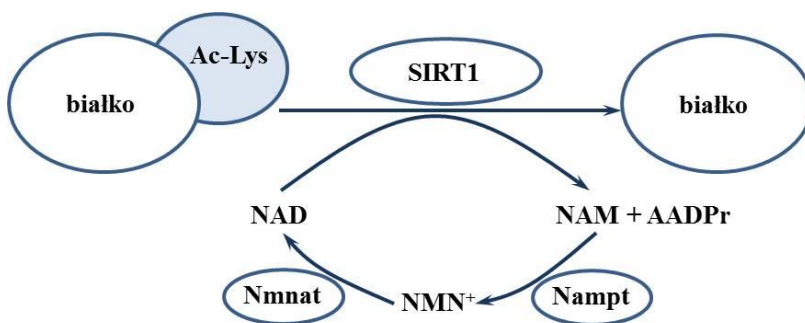 Ac-Lys
białko
SIRT1
białko
NAD
NAM + AADPr
Nmnat
NMN⁺
Nampt